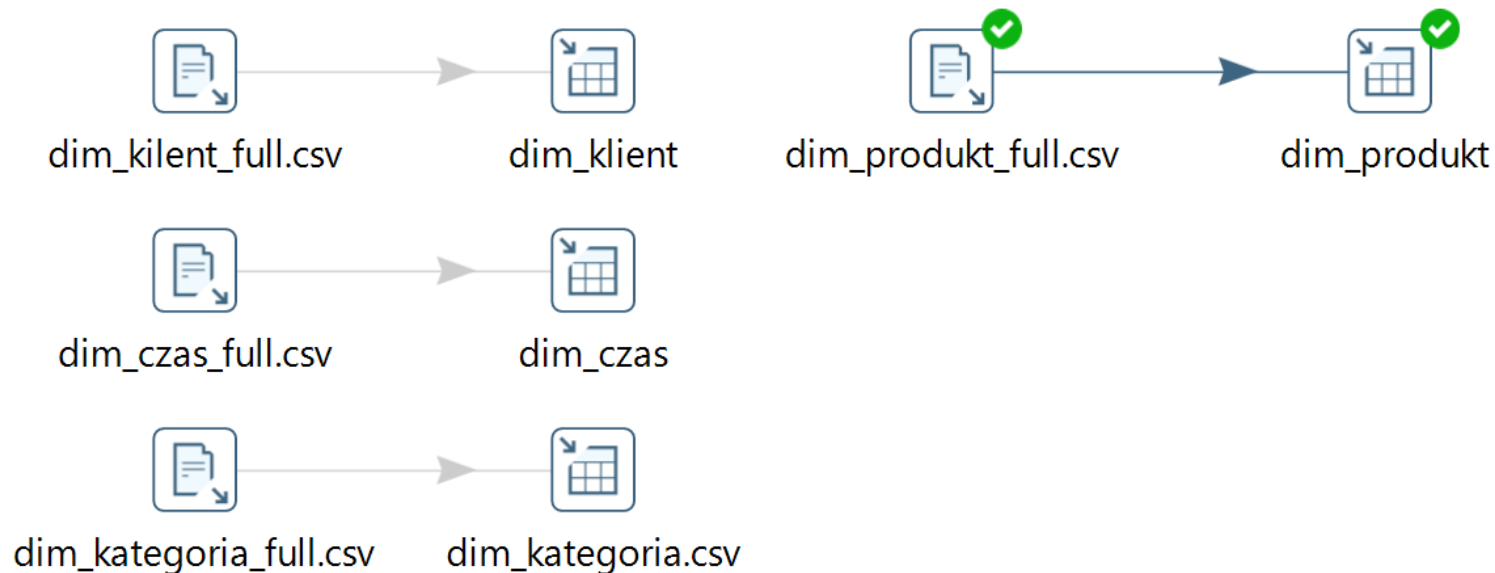 dim_kilent_full.csv
dim_klient
dim_produkt_full.csv
dim_produkt
dim_czas_full.csv
dim_czas
dim_kategoria_full.csv
dim_kategoria.csv